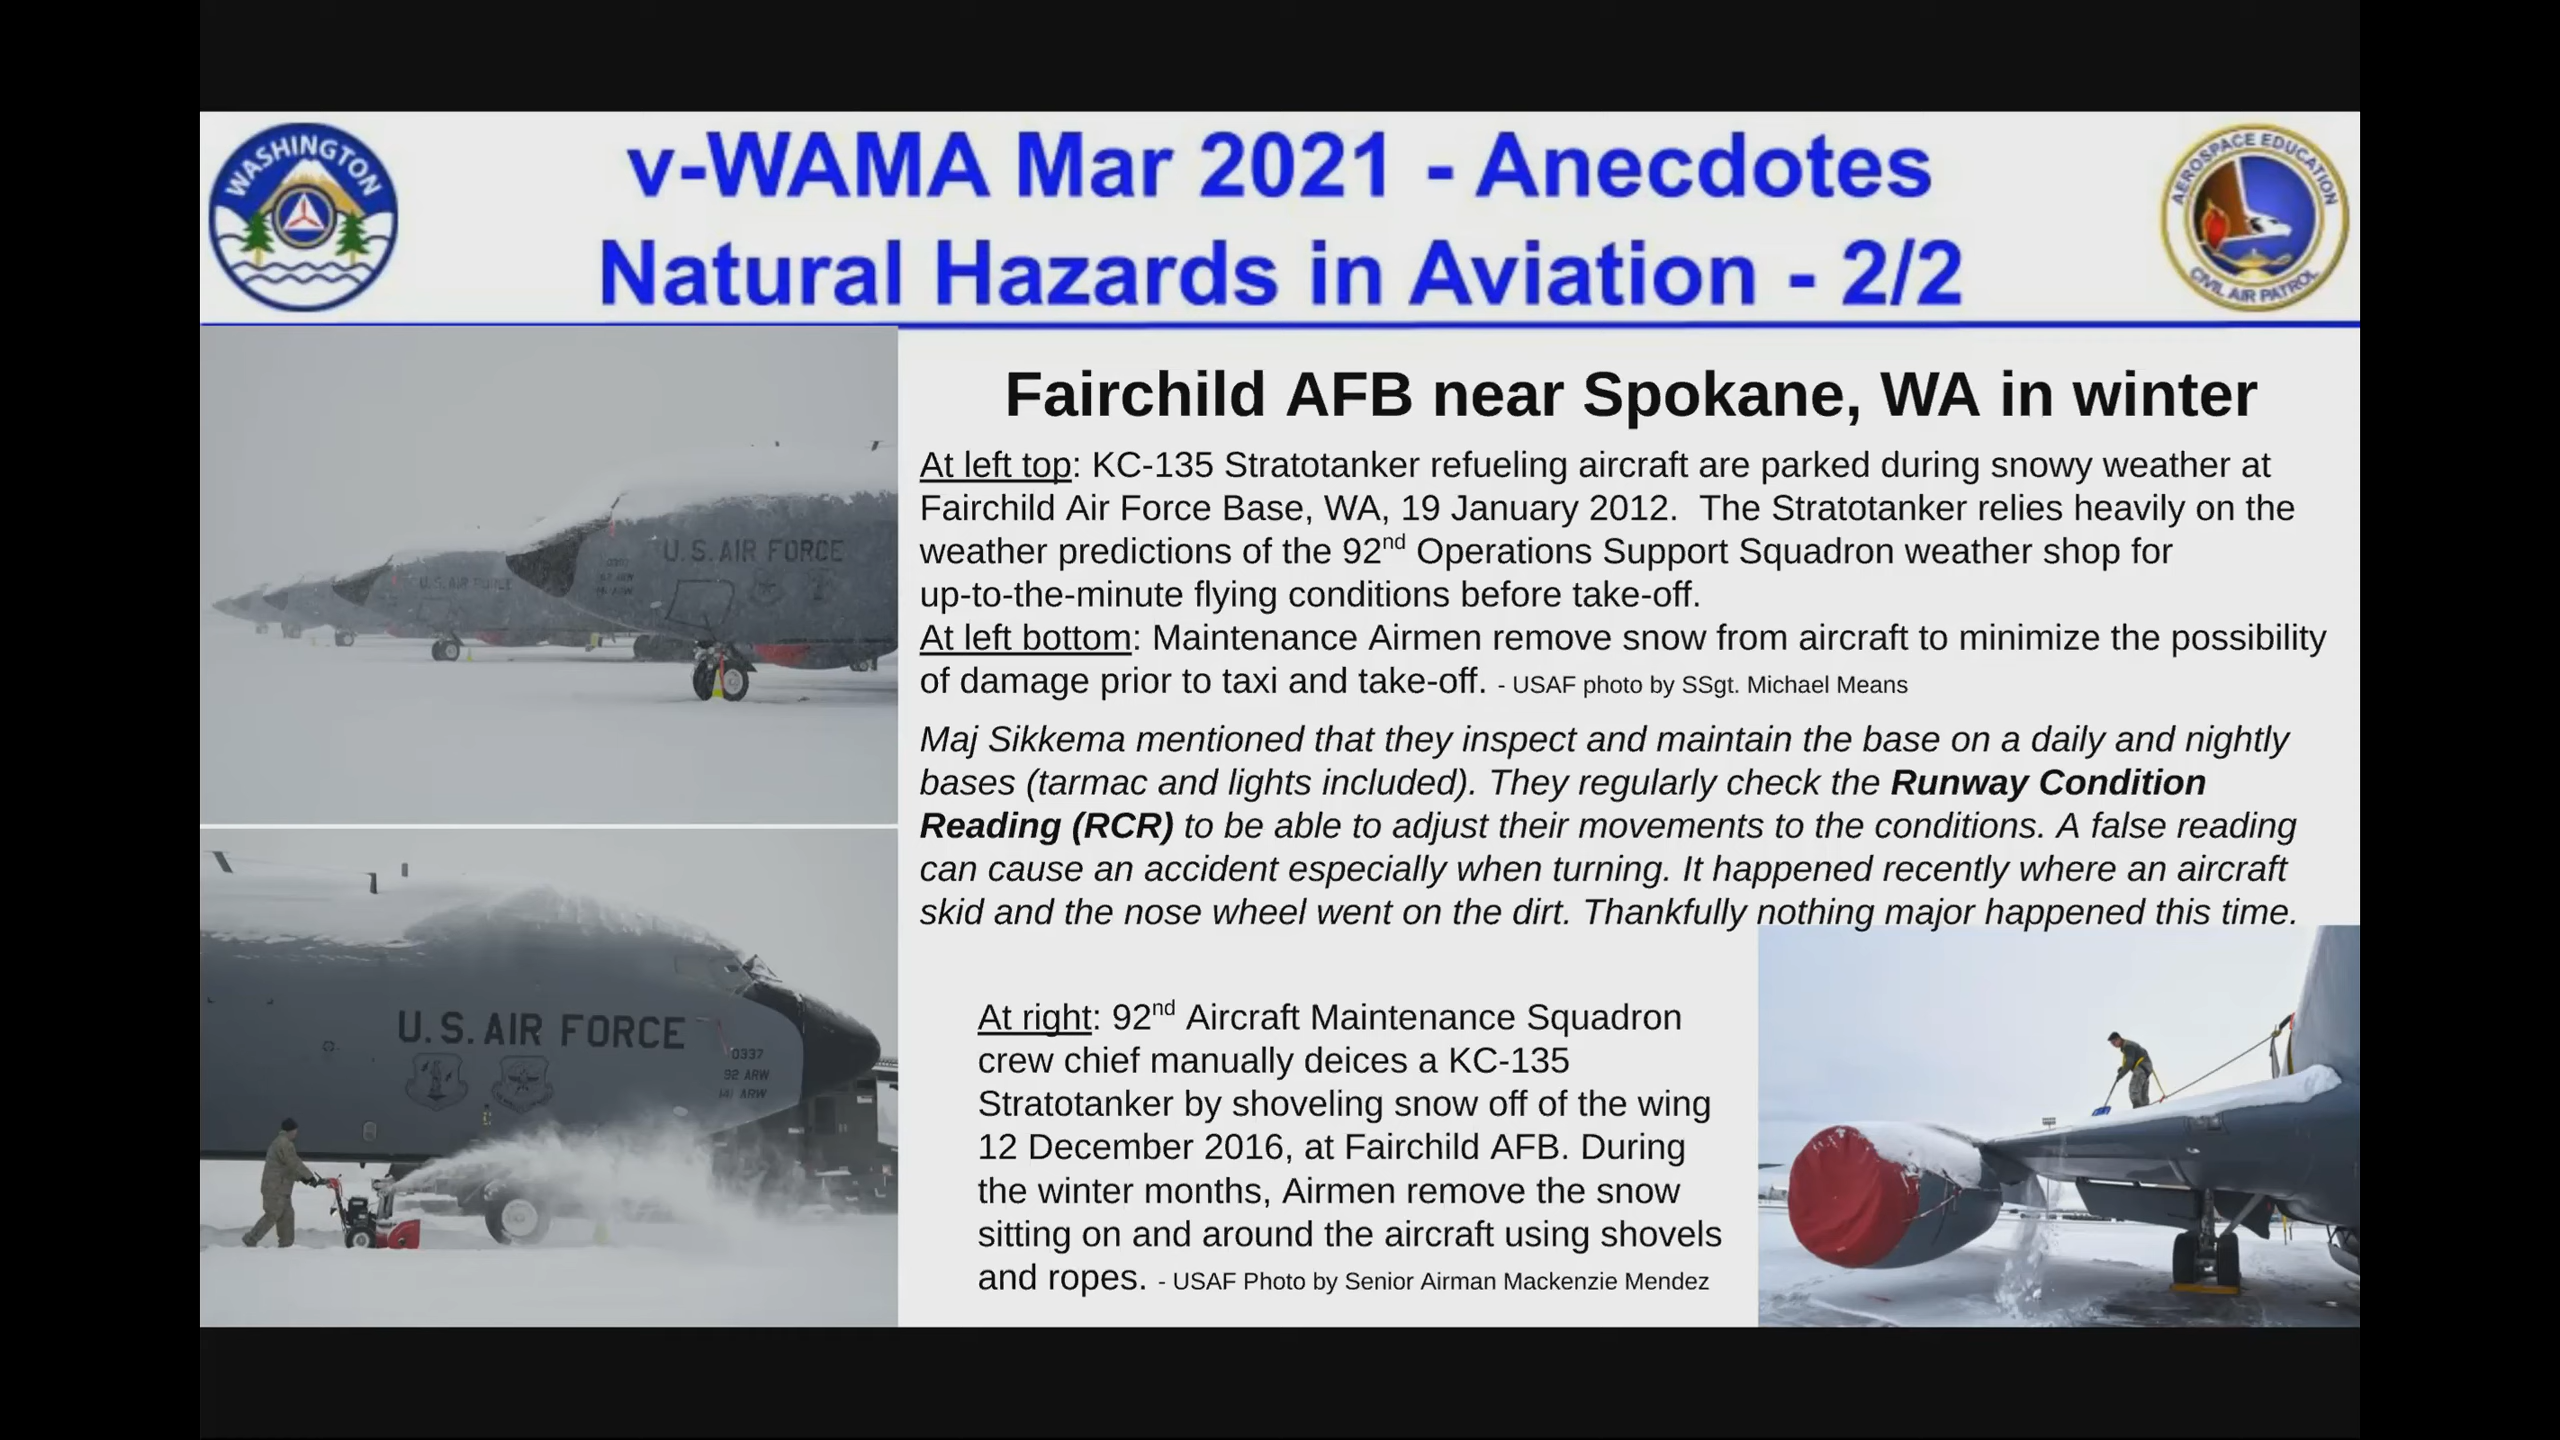 WASHINGTON
v-WAMA Mar 2021 - Anecdotes
Natural Hazards in Aviation - 2/2
AEROSPACE EDUCATION
CIVIL AIR PATROL
Fairchild AFB near Spokane, WA in winter
At left top: KC-135 Stratotanker refueling aircraft are parked during snowy weather at
Fairchild Air Force Base, WA, 19 January 2012. The Stratotanker relies heavily on the
weather predictions of the 92nd Operations Support Squadron weather shop for
up-to-the-minute flying conditions before take-off.
At left bottom: Maintenance Airmen remove snow from aircraft to minimize the possibility
of damage prior to taxi and take-off. - USAF photo by SSgt. Michael Means
Maj Sikkema mentioned that they inspect and maintain the base on a daily and nightly
bases (tarmac and lights included). They regularly check the Runway Condition
Reading (RCR) to be able to adjust their movements to the conditions. A false reading
can cause an accident especially when turning. It happened recently where an aircraft
skid and the nose wheel went on the dirt. Thankfully nothing major happened this time.
At right: 92nd Aircraft Maintenance Squadron
crew chief manually deices a KC-135
Stratotanker by shoveling snow off of the wing
12 December 2016, at Fairchild AFB. During
the winter months, Airmen remove the snow
sitting on and around the aircraft using shovels
and ropes. - USAF Photo by Senior Airman Mackenzie Mendez
U.S. AIR FORCE
U.S. AIR FORCE
U.S. AIR FORCE
0337
92 ARW
141 ARW